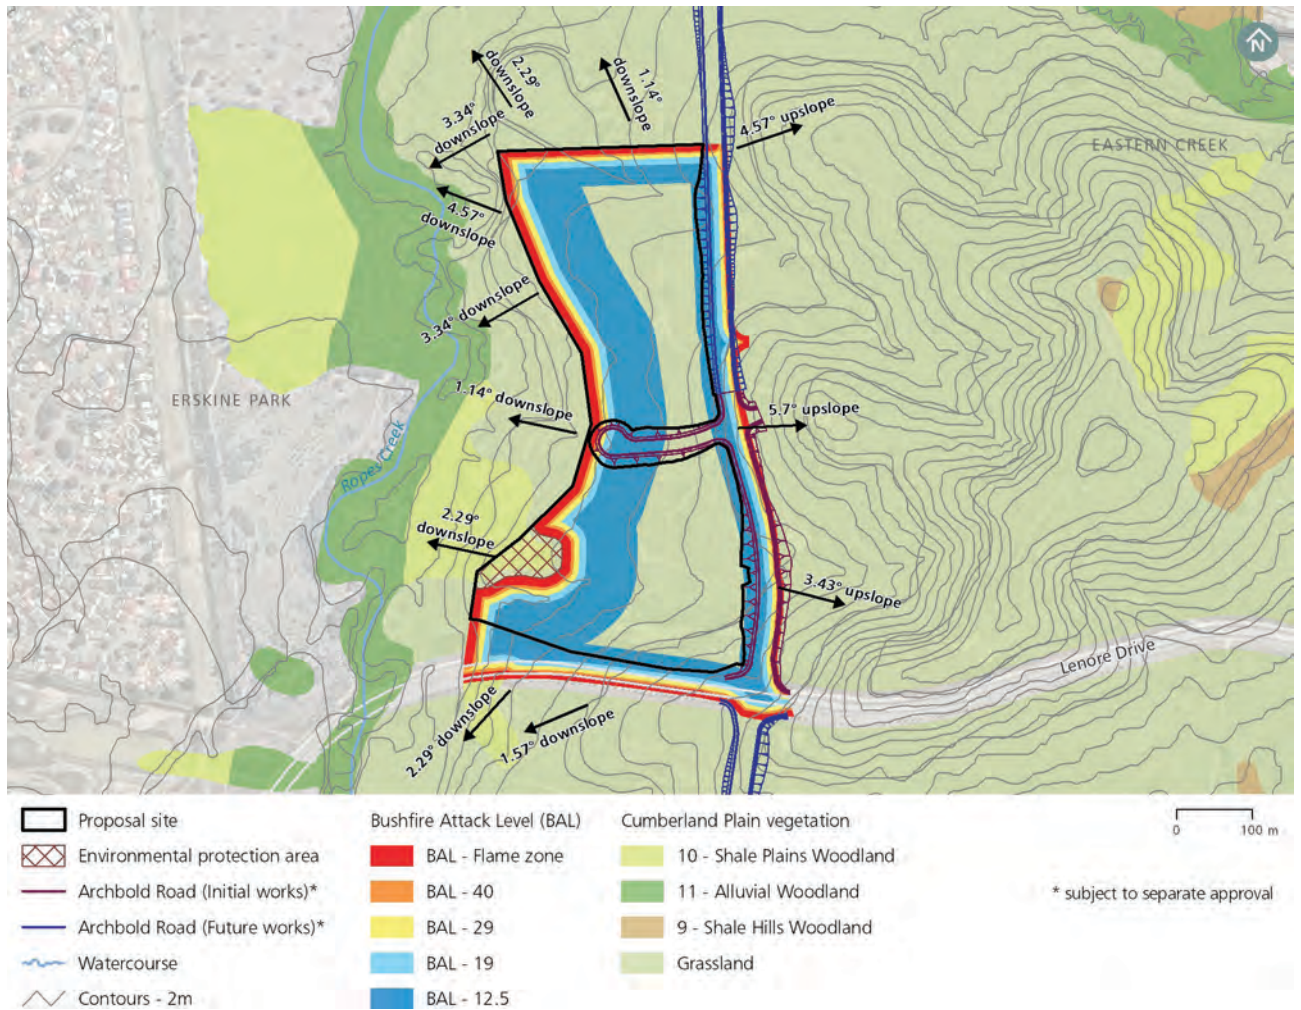 N
2.29°
downslope
1.14°
downslope
3.34°
downslope
4.57° upslope
EASTERN CREEK
4.57°
downslope
3.34° downslope
1.14° downslope
5.7° upslope
ERSKINE PARK
Ropes Creek
2.29°
downslope
3.43° upslope
Lenore Drive
2.29° downslope
1.57° downslope
Proposal site
Environmental protection area
Archbold Road (Initial works)*
Archbold Road (Future works)*
Watercourse
Contours - 2m
Bushfire Attack Level (BAL)
BAL - Flame zone
BAL - 40
BAL - 29
BAL - 19
BAL - 12.5
Cumberland Plain vegetation
10 - Shale Plains Woodland
11 - Alluvial Woodland
9 - Shale Hills Woodland
Grassland
0 100 m
* subject to separate approval